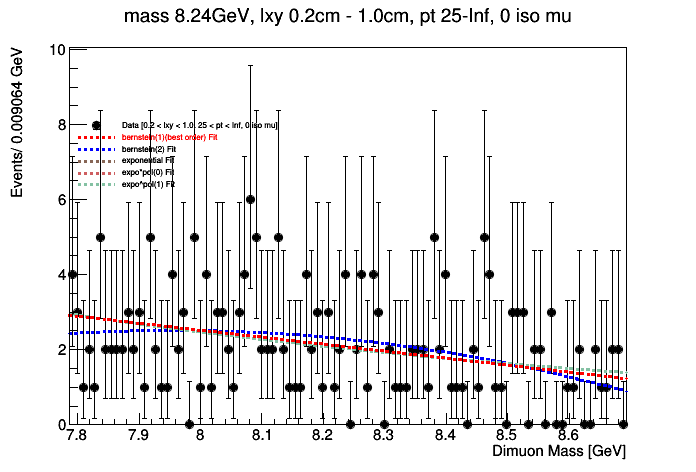 mass 8.24GeV, lxy 0.2cm - 1.0cm, pt 25-Inf, 0 iso mu
Events/ 0.009064 GeV
10
8
6
4
2
0
Data [0.2 < lxy < 1.0, 25 < pt < Inf, 0 iso mu]
bernstein(1)(best order) Fit
bernstein(2) Fit
exponential Fit
expo*pol(0) Fit
expo*pol(1) Fit
7.8 7.9 8 8.1 8.2 8.3 8.4 8.5 8.6
Dimuon Mass [GeV]